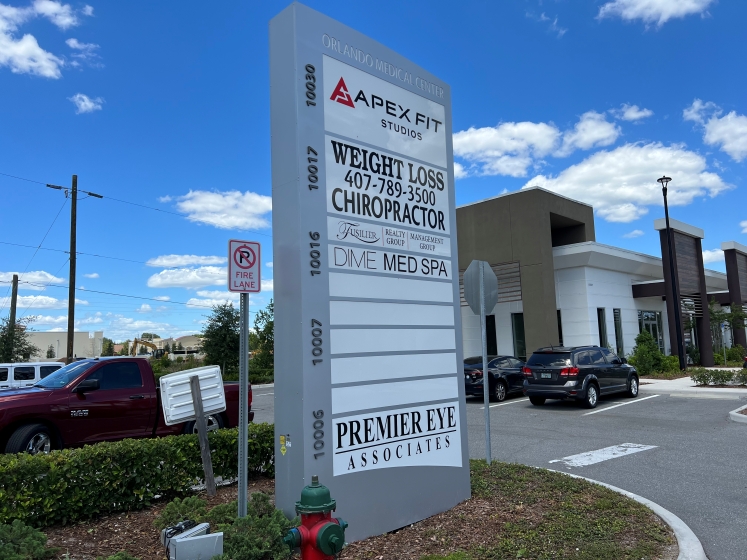 ORLANDO MEDICAL CENTER
10030
APEX FIT
STUDIOS
10017
WEIGHT LOSS
407-789-3500
CHIROPRACTOR
10016
FUSILIER REALTY GROUP MANAGEMENT GROUP
DIME MED SPA
10007
10006
PREMIER EYE
ASSOCIATES
P
FIRE
LANE